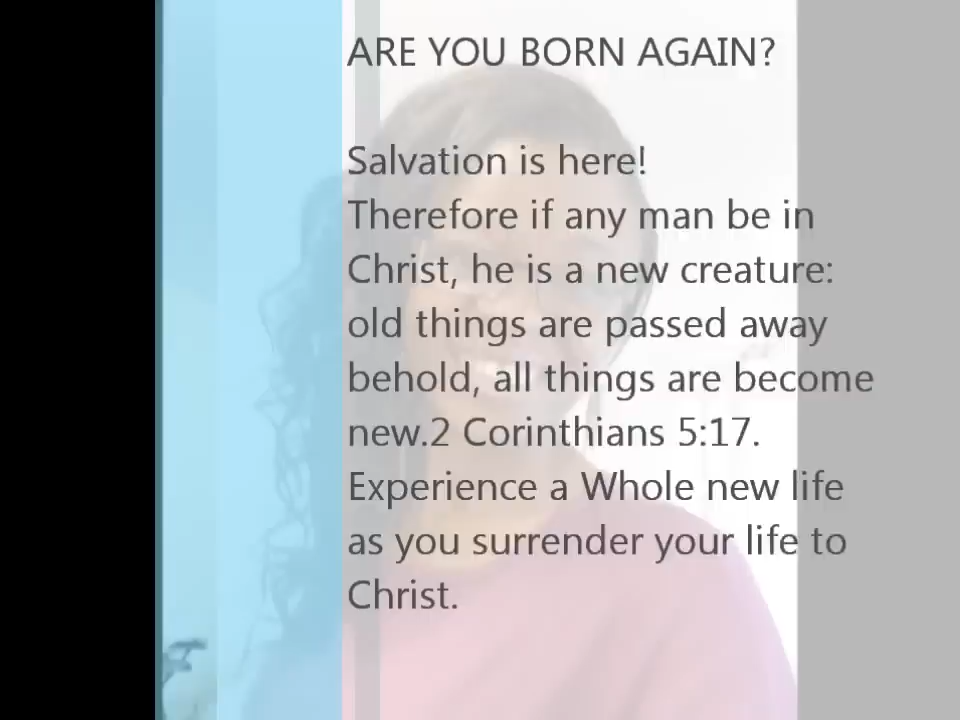 ARE YOU BORN AGAIN?
Salvation is here!
Therefore if any man be in
Christ, he is a new creature:
old things are passed away
behold, all things are become
new.2 Corinthians 5:17.
Experience a Whole new life
as you surrender your life to
Christ.